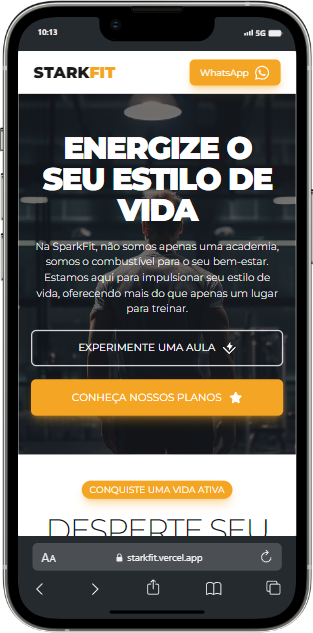 10:13
5G
STARKFIT
WhatsApp
ENERGIZE O
SEU ESTILO DE
VIDA
Na SparkFit, não somos apenas uma academia,
somos o combustível para o seu bem-estar.
Estamos aqui para impulsionar seu estilo de
vida, oferecendo mais do que apenas um lugar
para treinar.
EXPERIMENTE UMA AULA
CONHEÇA NOSSOS PLANOS
CONQUISTE UMA VIDA ATIVA
DESPERTE SEU
AA
starkfit.vercel.app